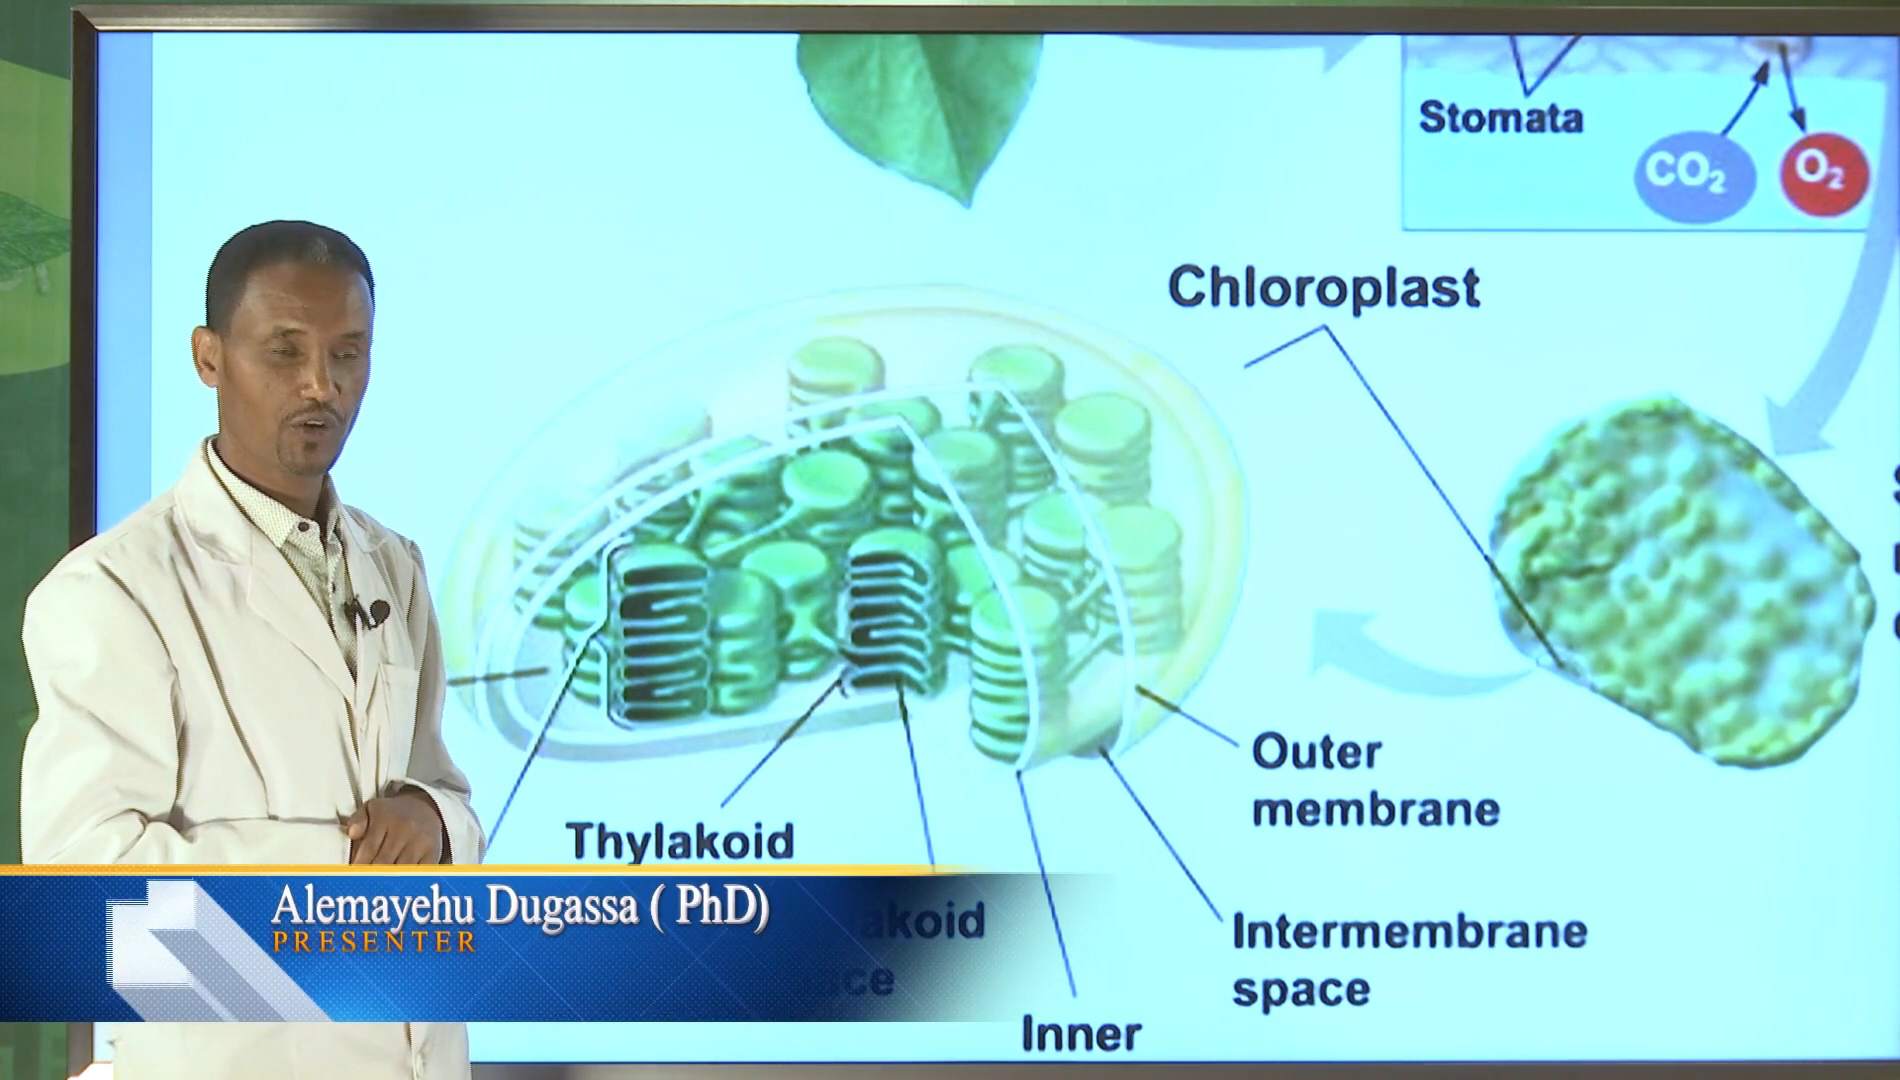 Stomata
CO₂
O₂
Chloroplast
Outer
membrane
Thylakoid
Alemayehu Dugassa ( PhD)
PRESENTER
Intermembrane
space
Inner